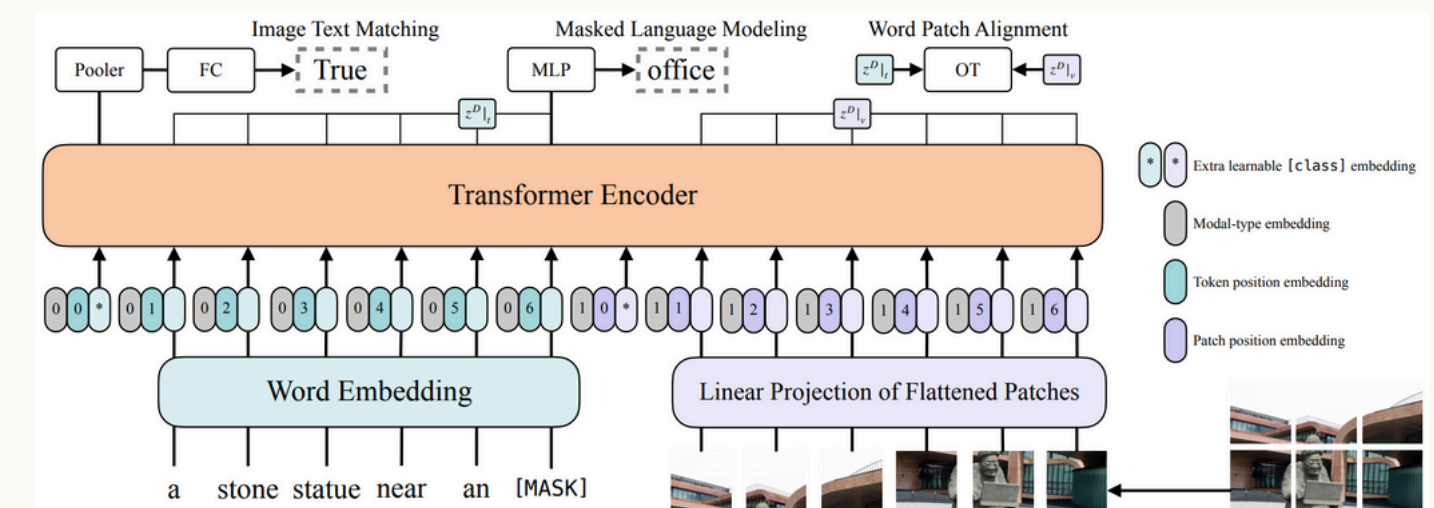 Image Text Matching
Masked Language Modeling
Word Patch Alignment
Pooler
FC
True
MLP
office
z^D|_t
OT
z^D|_v
z^D|_t
z^D|_v
Transformer Encoder
* * Extra learnable [class] embedding
Modal-type embedding
Token position embedding
Patch position embedding
0 0 * 0 1 0 2 0 3 0 4 0 5 0 6 1 0 * 1 1 1 2 1 3 1 4 1 5 1 6
Word Embedding
Linear Projection of Flattened Patches
a stone statue near an [MASK]